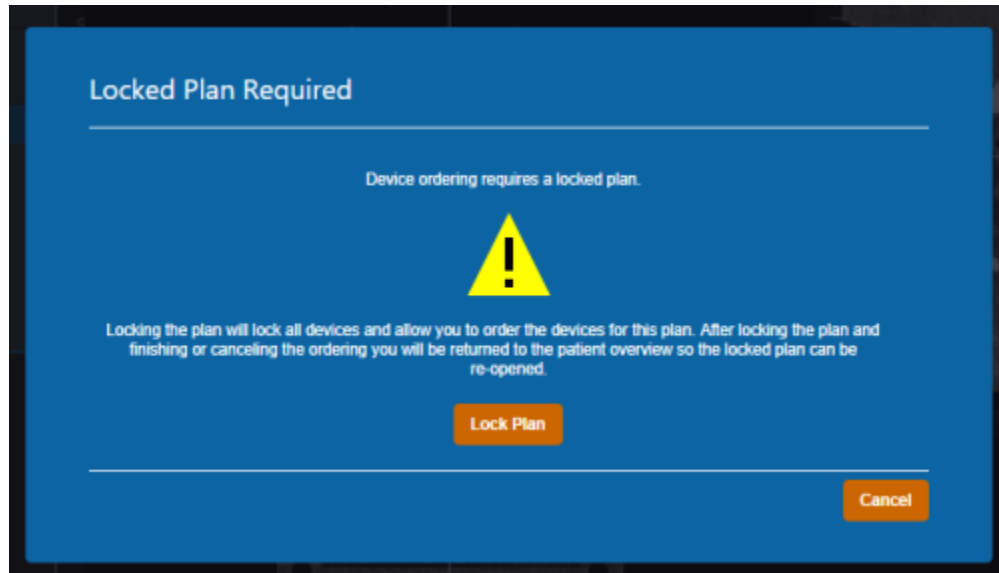 Locked Plan Required
Device ordering requires a locked plan.
!
Locking the plan will lock all devices and allow you to order the devices for this plan. After locking the plan and
finishing or canceling the ordering you will be returned to the patient overview so the locked plan can be
re-opened.
Lock Plan
Cancel